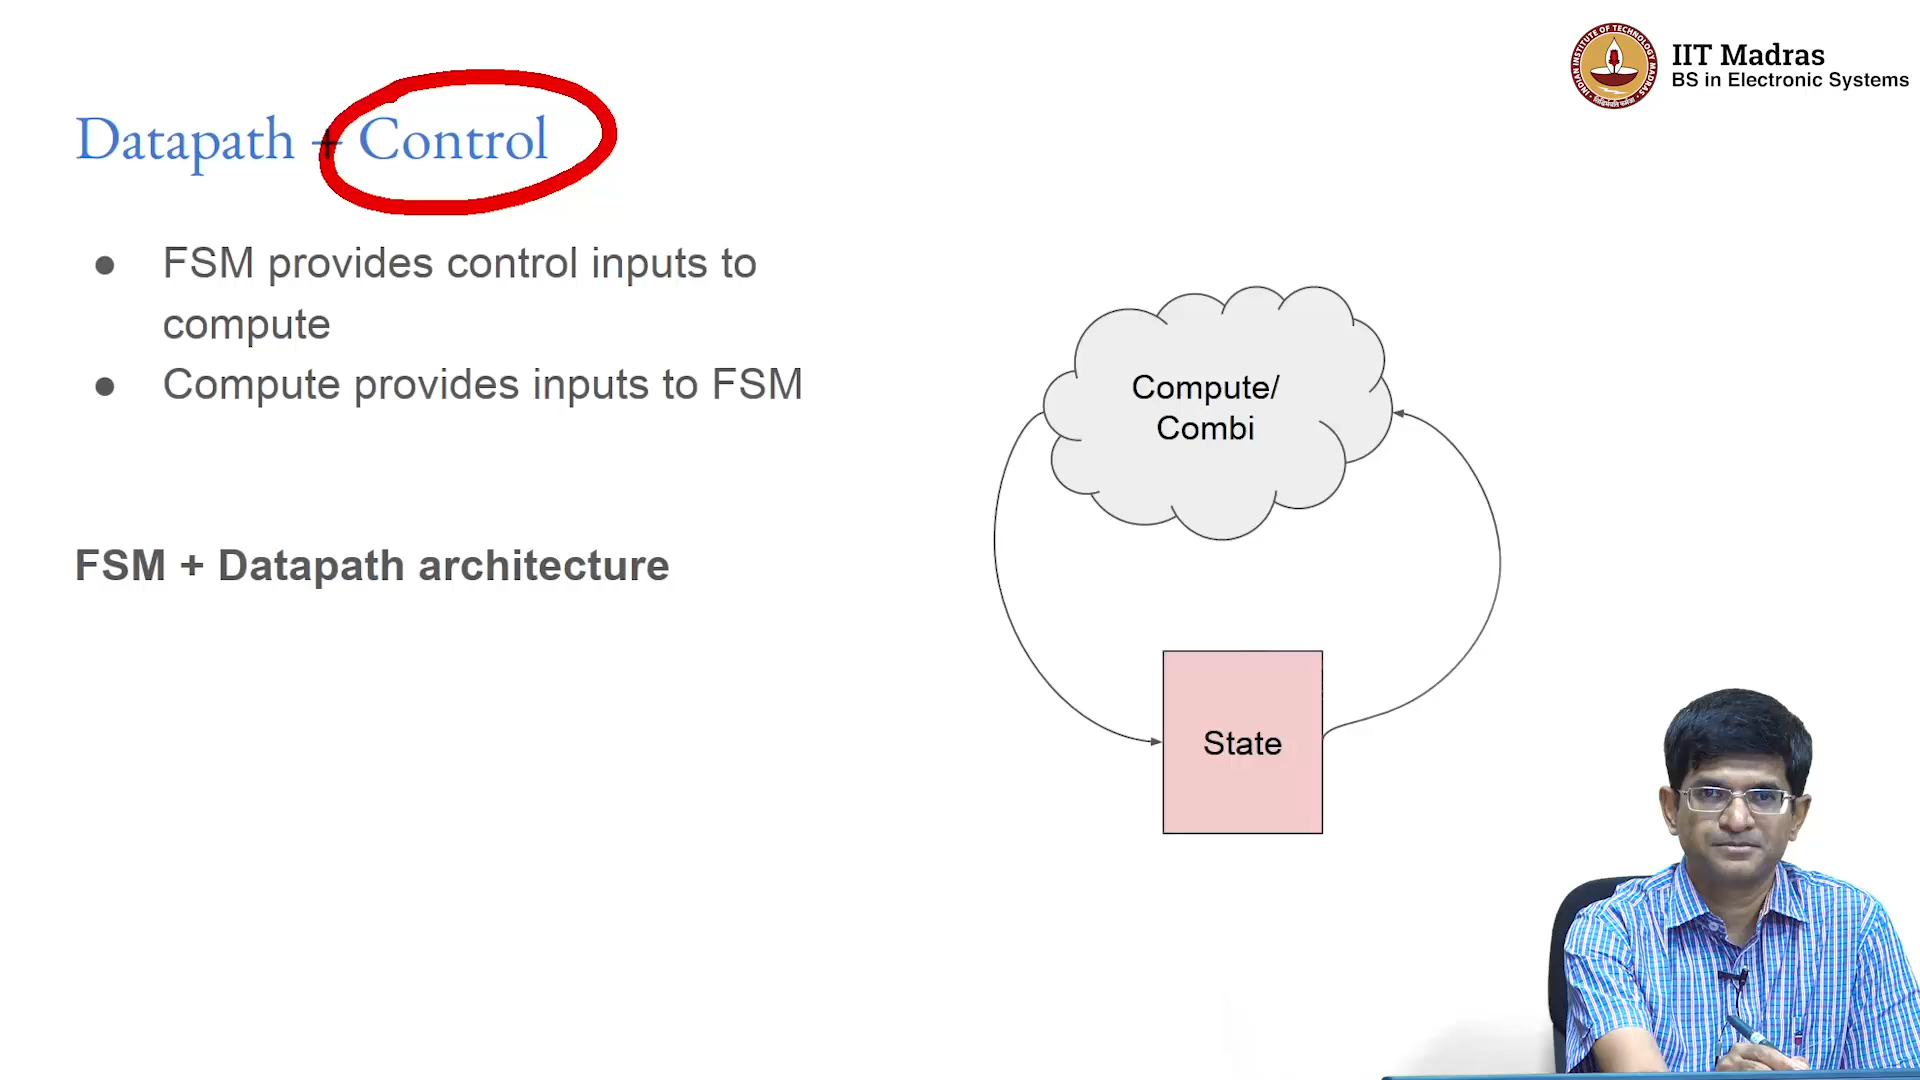 IIT Madras
BS in Electronic Systems
Datapath + Control
● FSM provides control inputs to
compute
● Compute provides inputs to FSM
FSM + Datapath architecture
Compute/
Combi
State